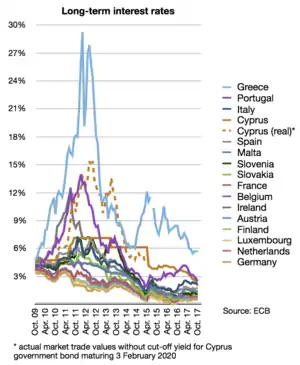 Long-term interest rates
30%
27%
24%
21%
18%
15%
12%
9%
6%
3%
Greece
Portugal
Italy
Cyprus
Cyprus (real)*
Spain
Malta
Slovenia
Slovakia
France
Belgium
Ireland
Austria
Finland
Luxembourg
Netherlands
Germany
Oct. 09
Apr. 10
Oct. 10
Apr. 11
Oct. 11
Apr. 12
Oct. 12
Apr. 13
Oct. 13
Apr. 14
Oct. 14
Apr. 15
Oct. 15
Apr. 16
Oct. 16
Apr. 17
Oct. 17
Source: ECB
* actual market trade values without cut-off yield for Cyprus
government bond maturing 3 February 2020